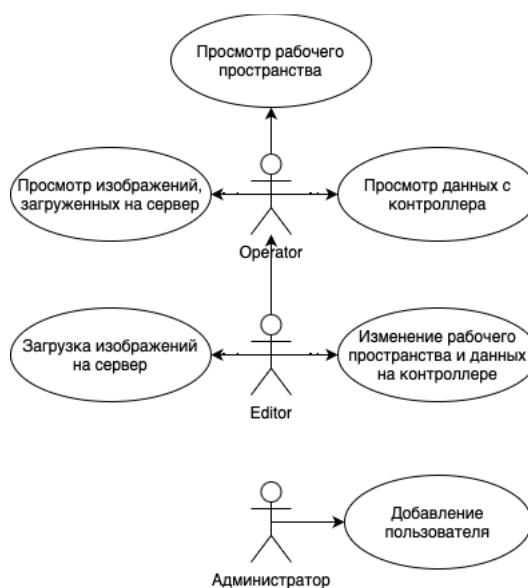 Просмотр рабочего
пространства
Просмотр изображений,
загруженных на сервер
Просмотр данных с
контроллера
Operator
Загрузка изображений
на сервер
Изменение рабочего
пространства и данных
на контроллере
Editor
Добавление
пользователя
Администратор